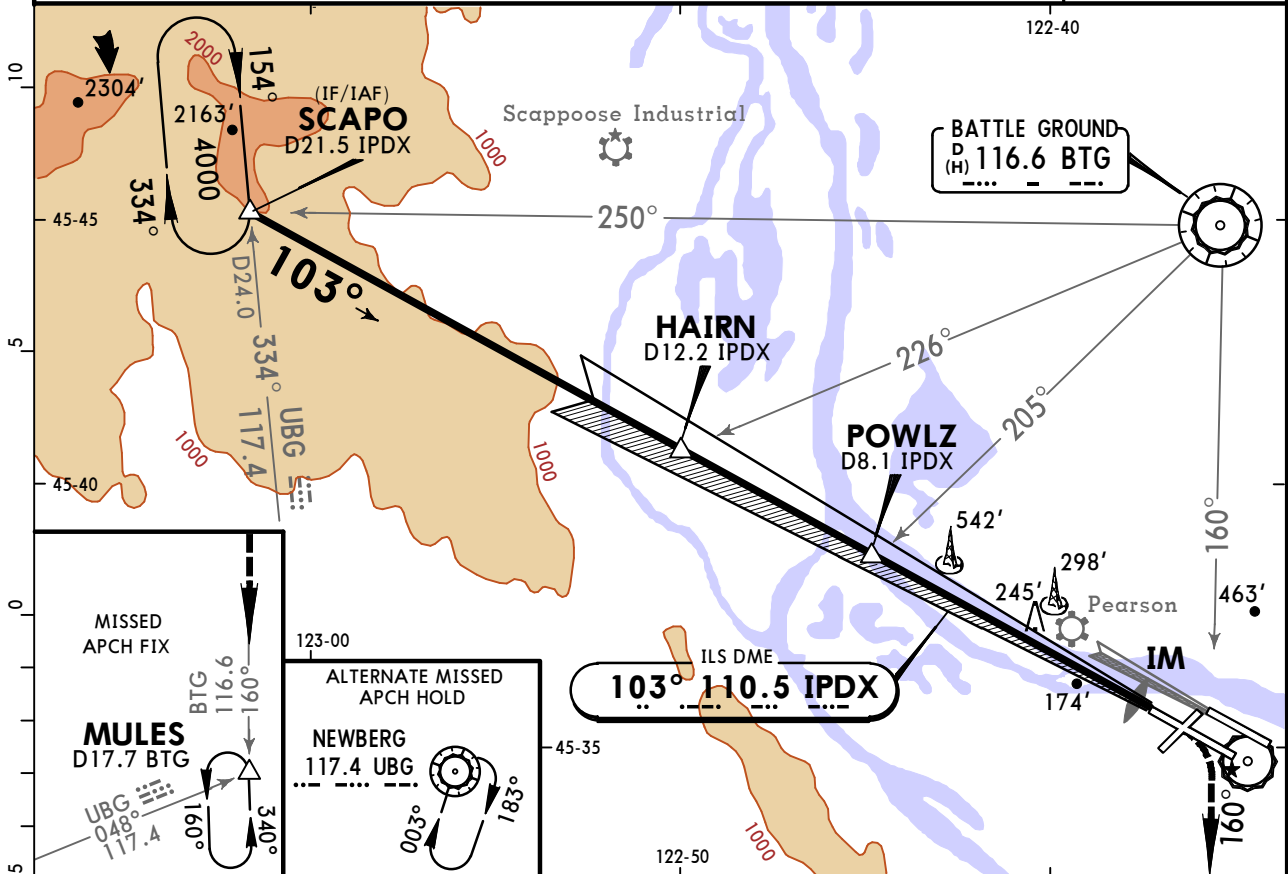 122-40
10
2304'
2000
154°
2163'
4000
334°
(IF/IAF)
SCAPO
D21.5 IPDX
1000
Scappoose Industrial
BATTLE GROUND
D
(H) 116.6 BTG
45-45
250°
103°
D24.0
334°
UBG
117.4
5
HAIRN
D12.2 IPDX
226°
205°
POWLZ
D8.1 IPDX
1000
1000
45-40
542'
160°
298'
245'
Pearson
463'
0
MISSED
APCH FIX
123-00
BTG
116.6
160°
MULES
D17.7 BTG
UBG
048°
117.4
160°
340°
ALTERNATE MISSED
APCH HOLD
NEWBERG
117.4 UBG
003°
183°
ILS DME
103° 110.5 IPDX
IM
174'
45-35
160°
122-50
1000
5